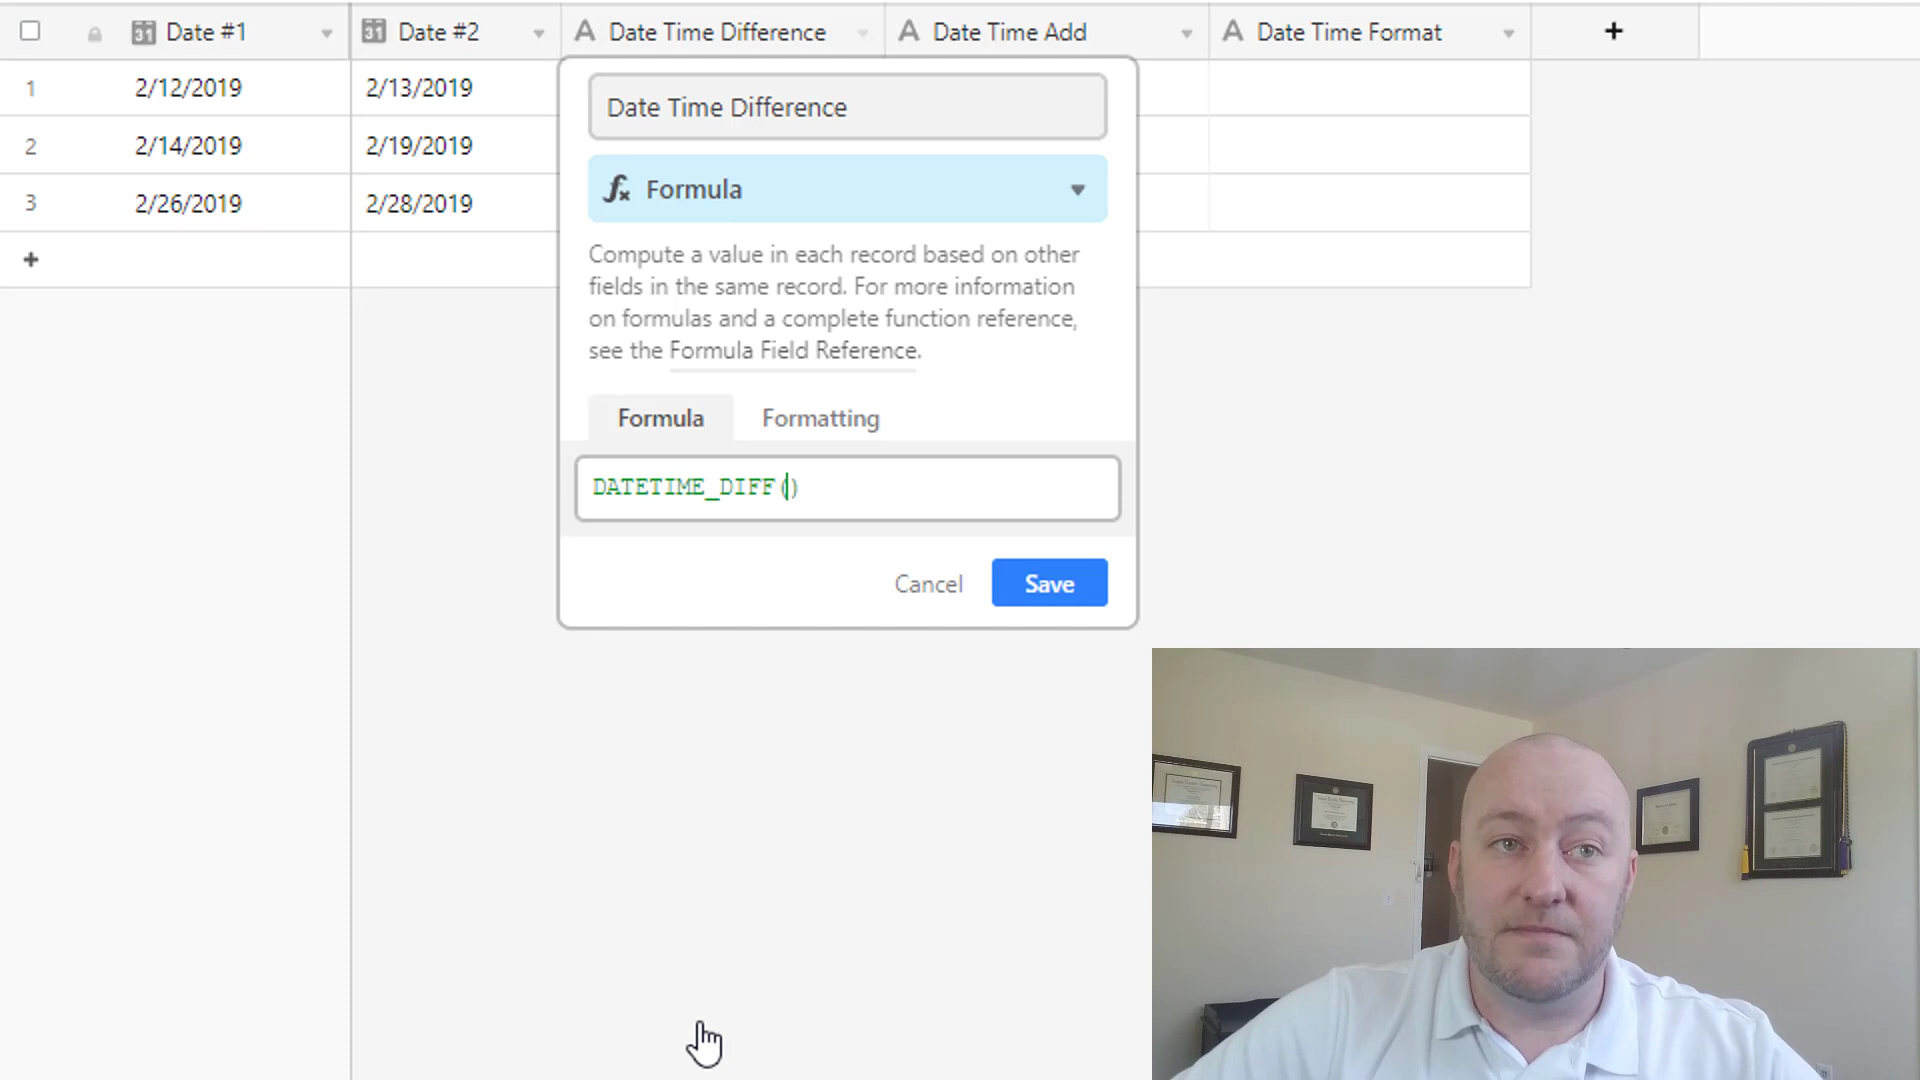 31 Date #1 31 Date #2 A Date Time Difference A Date Time Add A Date Time Format +
1 2/12/2019 2/13/2019
2 2/14/2019 2/19/2019
3 2/26/2019 2/28/2019
+
Date Time Difference
fx Formula
Compute a value in each record based on other
fields in the same record. For more information
on formulas and a complete function reference,
see the Formula Field Reference.
Formula Formatting
DATETIME_DIFF()
Cancel Save